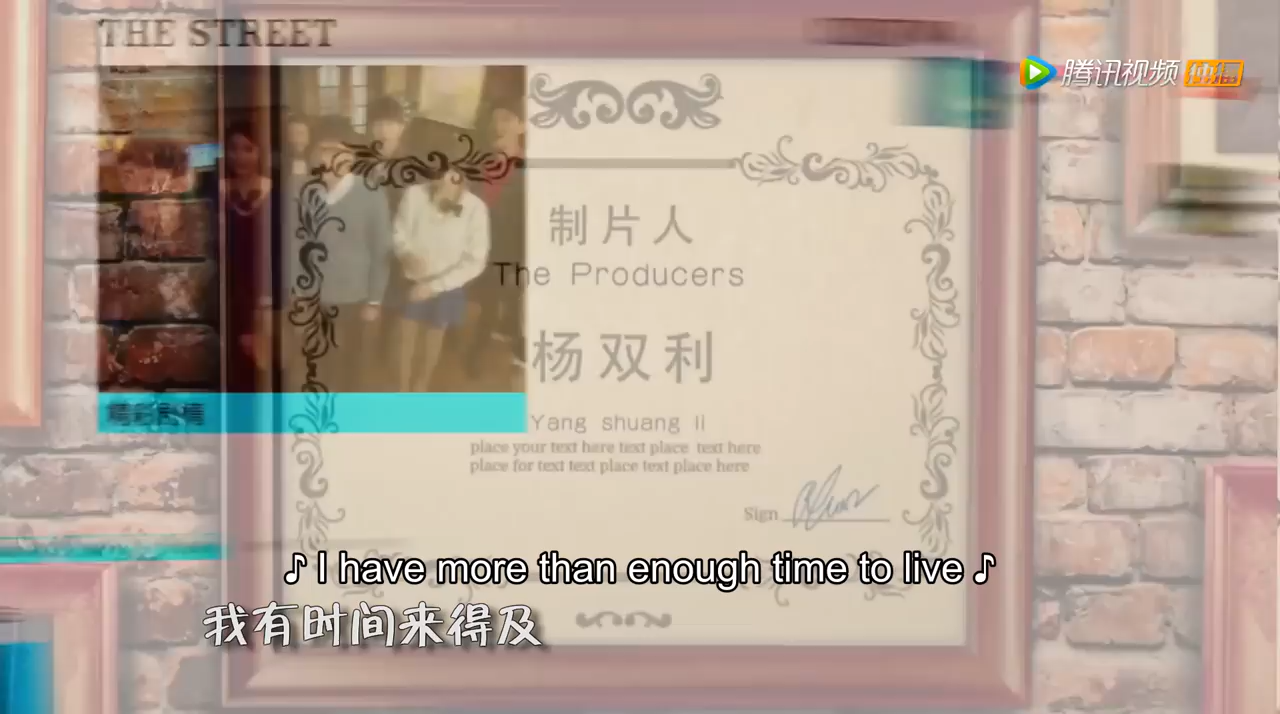 THE STREET
腾讯视频 独播
制片人
The Producers
杨双利
Yang shuang li
place your text here text place text here
place for text text place text place here
Sign
♪ I have more than enough time to live ♪
我有时间来得及